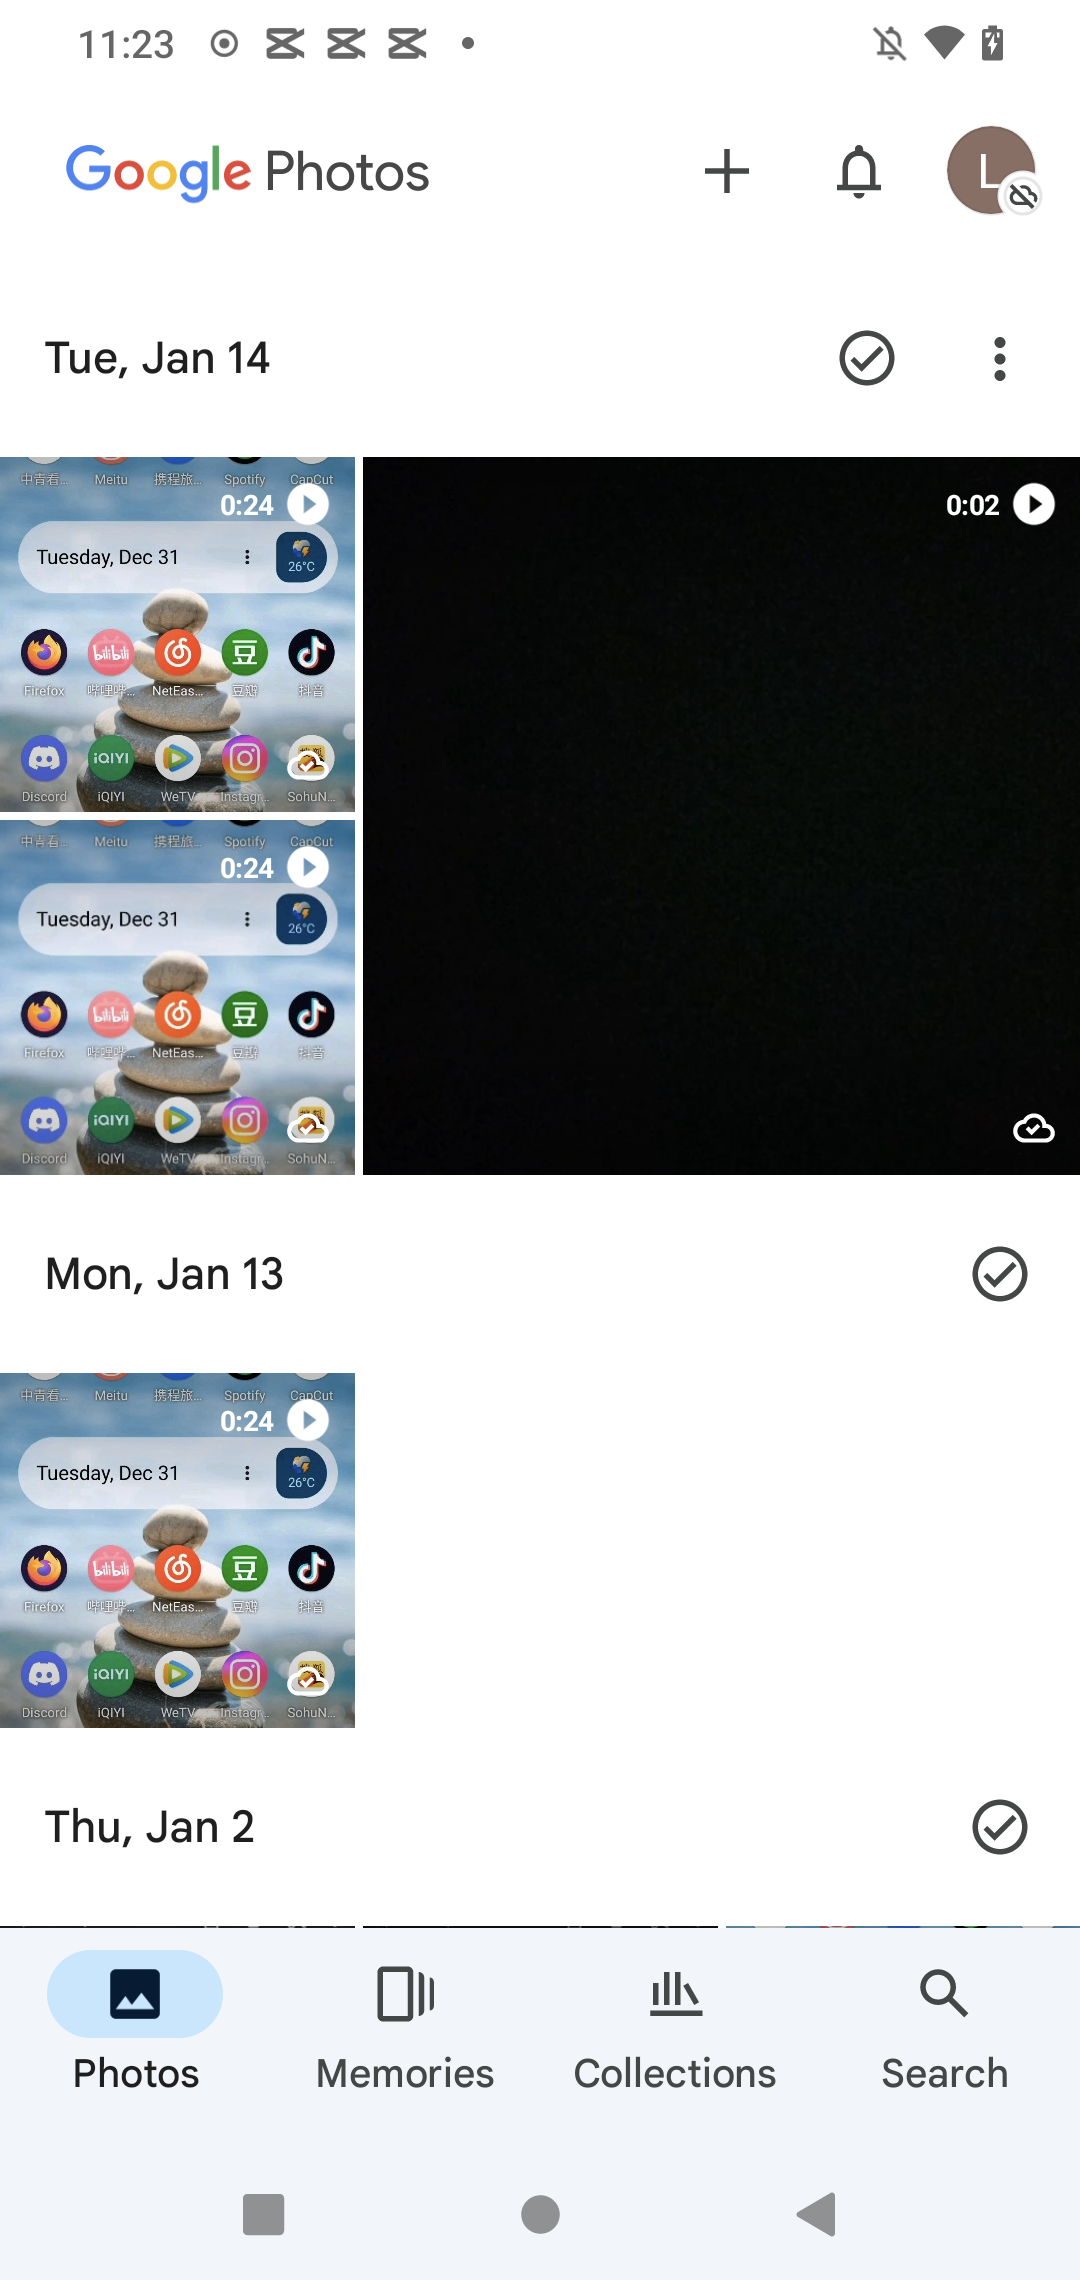 11:23
Google Photos
L
Tue, Jan 14
中青看... Meitu 携程旅... Spotify CapCut
0:24
0:02
Tuesday, Dec 31
26°C
Firefox 哔哩哔... NetEas... 豆瓣 抖音
Discord iQIYI WeTV Instagr... SohuN...
中青看... Meitu 携程旅... Spotify CapCut
0:24
Tuesday, Dec 31
26°C
Firefox 哔哩哔... NetEas... 豆瓣 抖音
Discord iQIYI WeTV Instagr... SohuN...
Mon, Jan 13
中青看... Meitu 携程旅... Spotify CapCut
0:24
Tuesday, Dec 31
26°C
Firefox 哔哩哔... NetEas... 豆瓣 抖音
Discord iQIYI WeTV Instagr... SohuN...
Thu, Jan 2
Photos Memories Collections Search